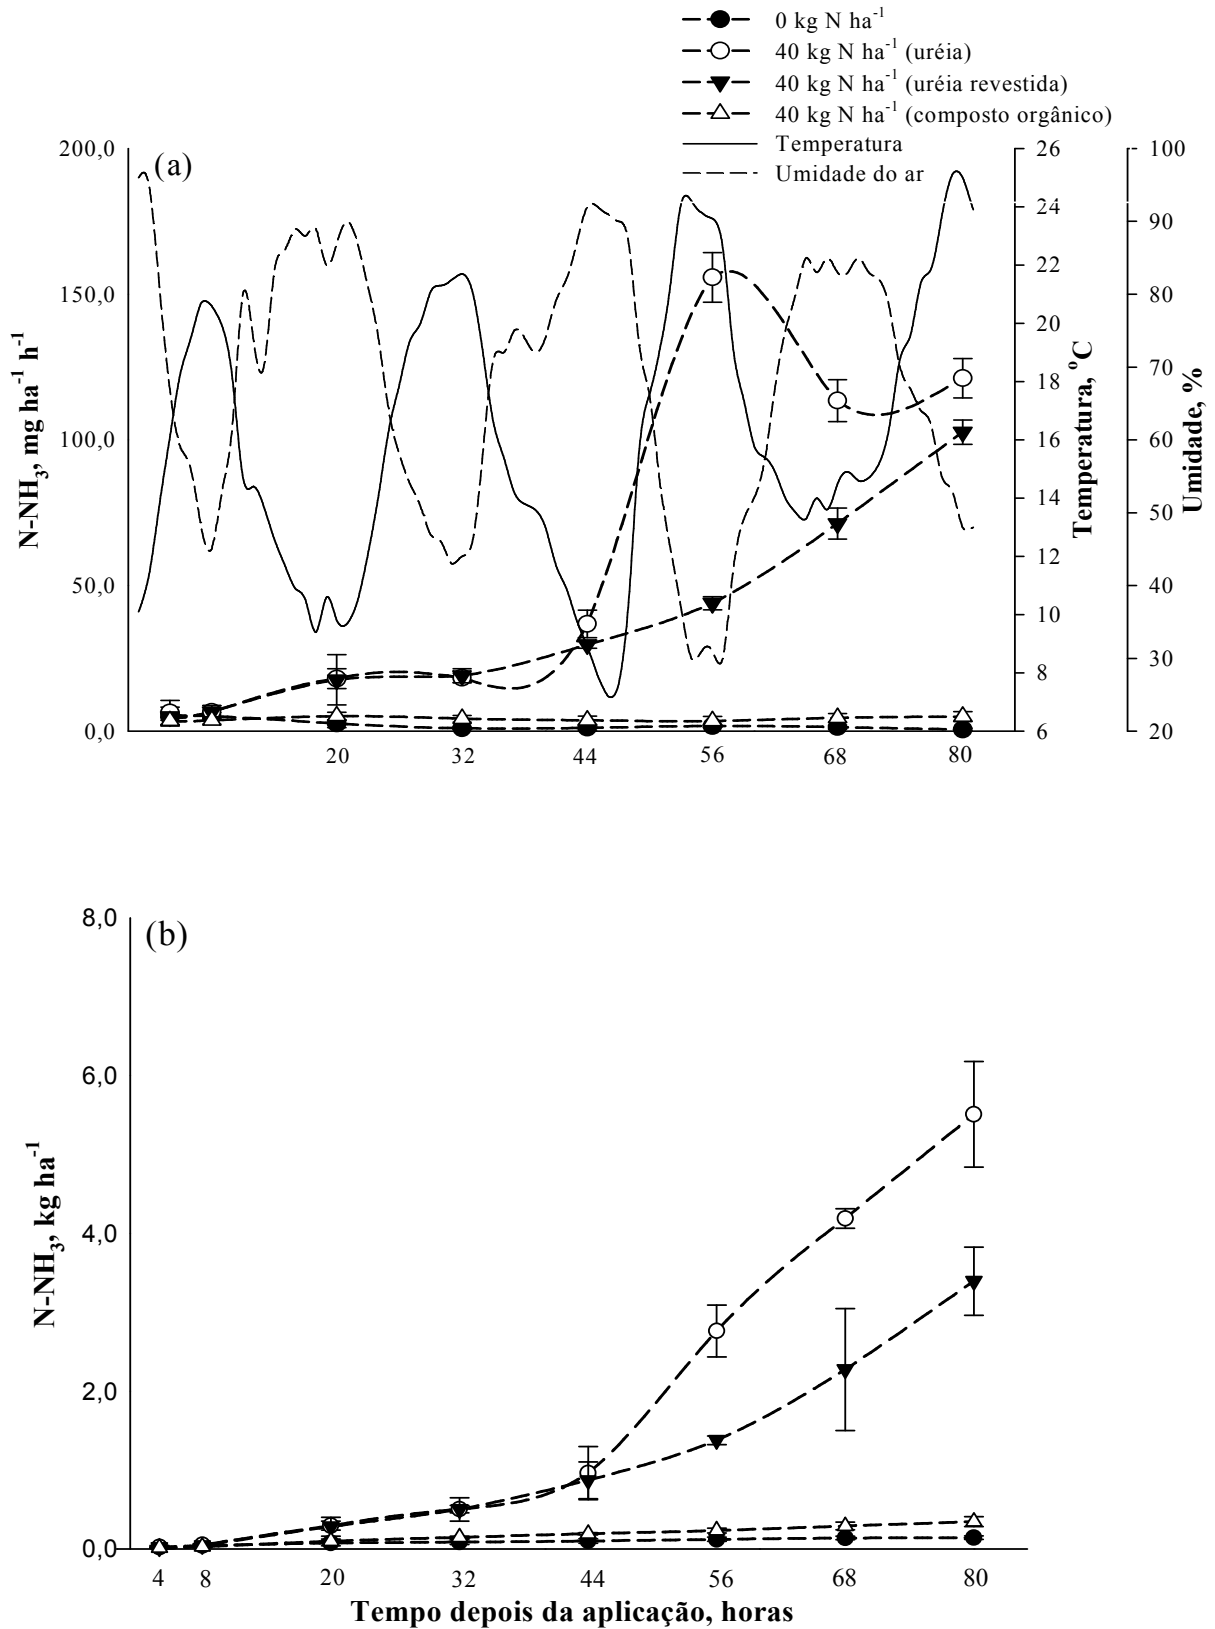 0 kg N ha⁻¹
40 kg N ha⁻¹ (uréia)
40 kg N ha⁻¹ (uréia revestida)
40 kg N ha⁻¹ (composto orgânico)
Temperatura
Umidade do ar
(a)
N-NH₃, mg ha⁻¹ h⁻¹
200,0
150,0
100,0
50,0
0,0
20 32 44 56 68 80
26
24
22
20
18
16
14
12
10
8
6
Temperatura, ºC
100
90
80
70
60
50
40
30
20
Umidade, %
(b)
N-NH₃, kg ha⁻¹
8,0
6,0
4,0
2,0
0,0
4 8 20 32 44 56 68 80
Tempo depois da aplicação, horas